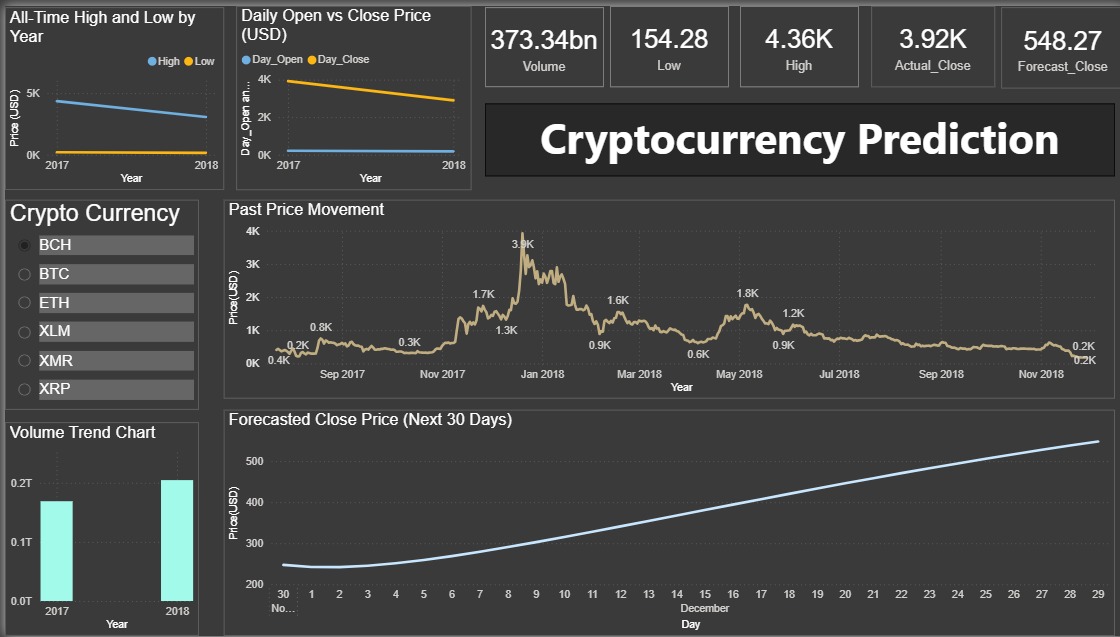 All-Time High and Low by
Year
High Low
Price (USD)
5K
0K
2017 2018
Year
Daily Open vs Close Price
(USD)
Day_Open Day_Close
Day_Open an...
4K
2K
0K
2017 2018
Year
373.34bn
Volume
154.28
Low
4.36K
High
3.92K
Actual_Close
548.27
Forecast_Close
Cryptocurrency Prediction
Crypto Currency
BCH
BTC
ETH
XLM
XMR
XRP
Past Price Movement
Price(USD)
4K
3K
2K
1K
0K
0.4K
0.2K
0.8K
0.3K
1.7K
1.3K
3.9K
0.9K
1.6K
0.6K
1.8K
0.9K
1.2K
0.2K
0.2K
Sep 2017 Nov 2017 Jan 2018 Mar 2018 May 2018 Jul 2018 Sep 2018 Nov 2018
Year
Volume Trend Chart
0.2T
0.1T
0.0T
2017 2018
Year
Forecasted Close Price (Next 30 Days)
Price(USD)
500
400
300
200
30 1 2 3 4 5 6 7 8 9 10 11 12 13 14 15 16 17 18 19 20 21 22 23 24 25 26 27 28 29
No... December
Day